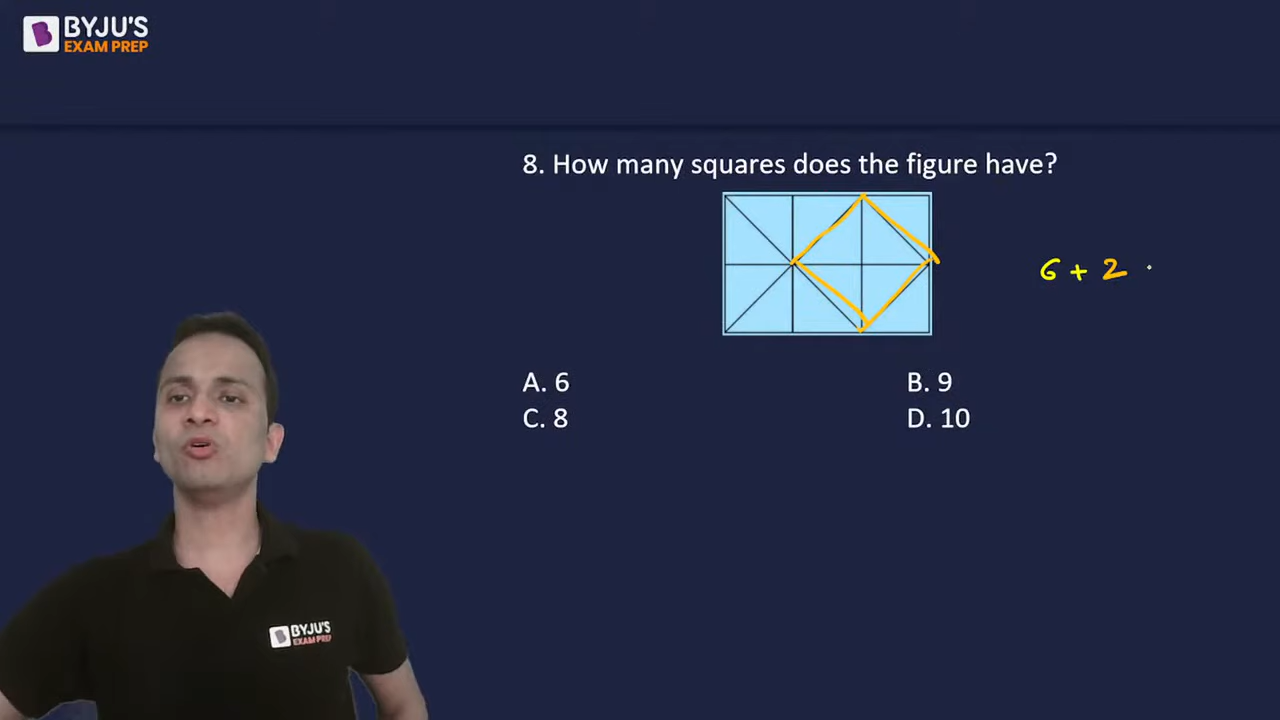 BYJU'S
EXAM PREP
8. How many squares does the figure have?
6 + 2
A. 6
B. 9
C. 8
D. 10
BYJU'S
EXAM PREP